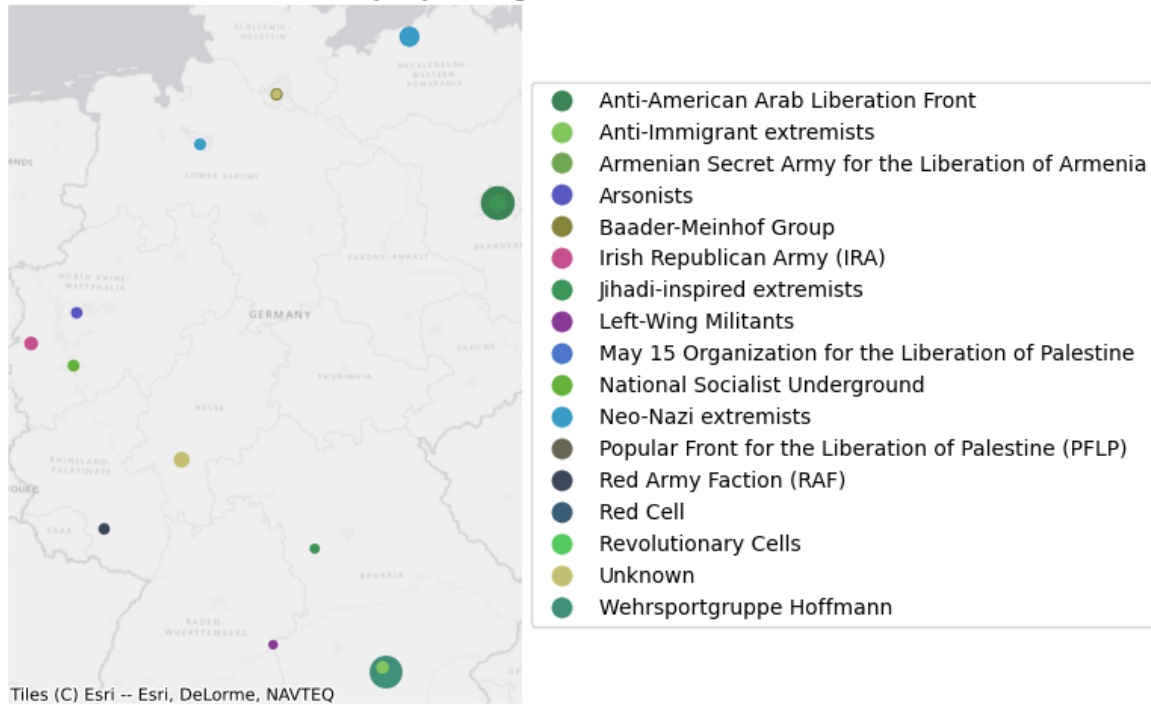 SCHLESWIG-
HOLSTEIN
MECKLENBURG-
WESTERN
POMERANIA
ANDS
LOWER SAXONY
BRANDEN
SAXONY-ANHALT
NORTH RHINE-
WESTPHALIA
GERMANY
SAXONY
THURINGIA
HESSE
RHINELAND-
PALATINATE
BOURG
SAAR
BAVARIA
BADEN-
WUERTTEMBERG
Tiles (C) Esri -- Esri, DeLorme, NAVTEQ
Anti-American Arab Liberation Front
Anti-Immigrant extremists
Armenian Secret Army for the Liberation of Armenia
Arsonists
Baader-Meinhof Group
Irish Republican Army (IRA)
Jihadi-inspired extremists
Left-Wing Militants
May 15 Organization for the Liberation of Palestine
National Socialist Underground
Neo-Nazi extremists
Popular Front for the Liberation of Palestine (PFLP)
Red Army Faction (RAF)
Red Cell
Revolutionary Cells
Unknown
Wehrsportgruppe Hoffmann